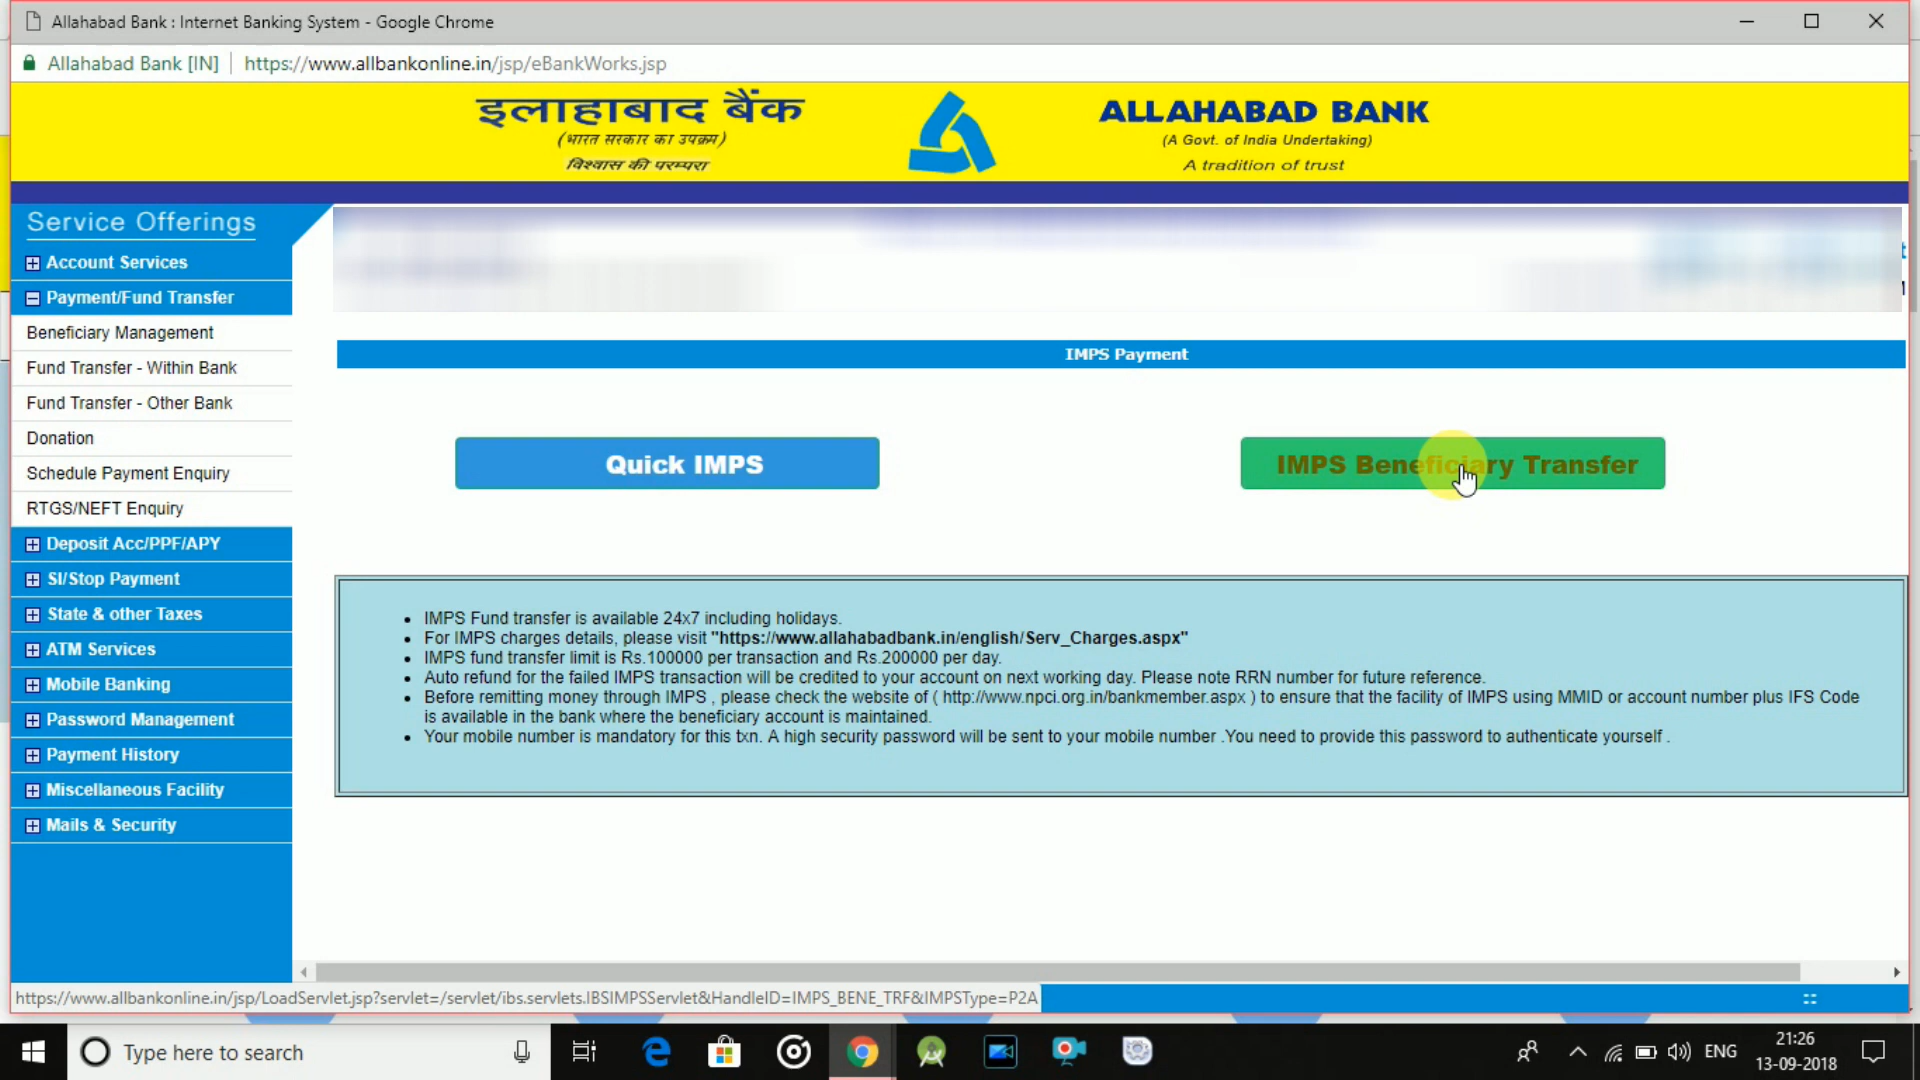 Allahabad Bank : Internet Banking System - Google Chrome
Allahabad Bank [IN] https://www.allbankonline.in/jsp/eBankWorks.jsp
इलाहाबाद बैंक
(भारत सरकार का उपक्रम)
विश्वास की परम्परा
ALLAHABAD BANK
(A Govt. of India Undertaking)
A tradition of trust
Service Offerings
Account Services
Payment/Fund Transfer
Beneficiary Management
Fund Transfer - Within Bank
Fund Transfer - Other Bank
Donation
Schedule Payment Enquiry
RTGS/NEFT Enquiry
Deposit Acc/PPF/APY
SI/Stop Payment
State & other Taxes
ATM Services
Mobile Banking
Password Management
Payment History
Miscellaneous Facility
Mails & Security
IMPS Payment
Quick IMPS
IMPS Beneficiary Transfer
IMPS Fund transfer is available 24x7 including holidays.
For IMPS charges details, please visit "https://www.allahabadbank.in/english/Serv_Charges.aspx"
IMPS fund transfer limit is Rs.100000 per transaction and Rs.200000 per day.
Auto refund for the failed IMPS transaction will be credited to your account on next working day. Please note RRN number for future reference.
Before remitting money through IMPS , please check the website of ( http://www.npci.org.in/bankmember.aspx ) to ensure that the facility of IMPS using MMID or account number plus IFS Code
is available in the bank where the beneficiary account is maintained.
Your mobile number is mandatory for this txn. A high security password will be sent to your mobile number .You need to provide this password to authenticate yourself .
https://www.allbankonline.in/jsp/LoadServlet.jsp?servlet=/servlet/ibs.servlets.IBSIMPSServlet&HandleID=IMPS_BENE_TRF&IMPSType=P2A
Type here to search
ENG
21:26
13-09-2018